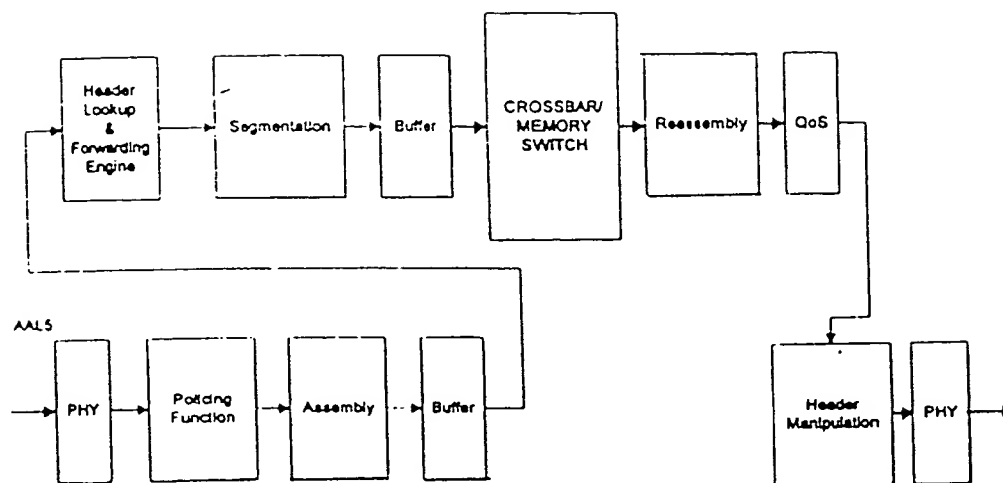 Header
Lookup
&
Forwarding
Engine
Segmentation
Buffer
CROSSBAR/
MEMORY
SWITCH
Reassembly
QoS
AAL5
PHY
Policing
Function
Assembly
Buffer
Header
Manipulation
PHY